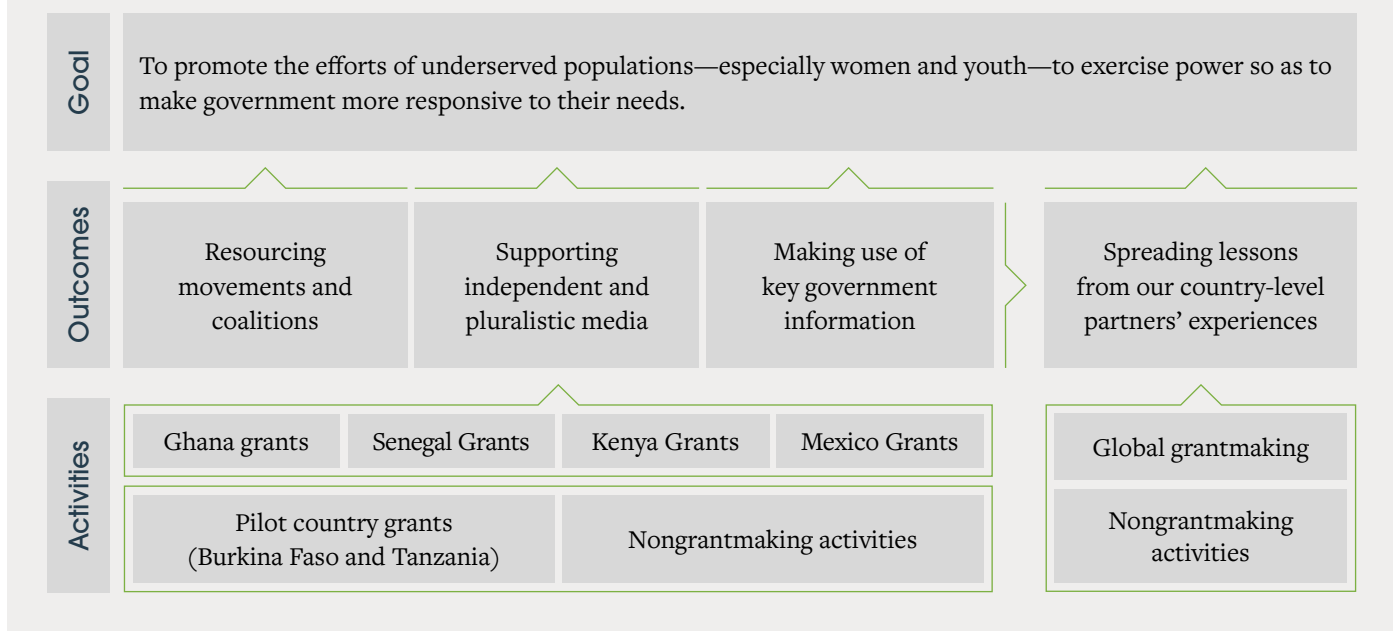 Goal
To promote the efforts of underserved populations—especially women and youth—to exercise power so as to
make government more responsive to their needs.
Outcomes
Resourcing
movements and
coalitions
Supporting
independent and
pluralistic media
Making use of
key government
information
Spreading lessons
from our country-level
partners’ experiences
Activities
Ghana grants
Senegal Grants
Kenya Grants
Mexico Grants
Pilot country grants
(Burkina Faso and Tanzania)
Nongrantmaking activities
Global grantmaking
Nongrantmaking
activities